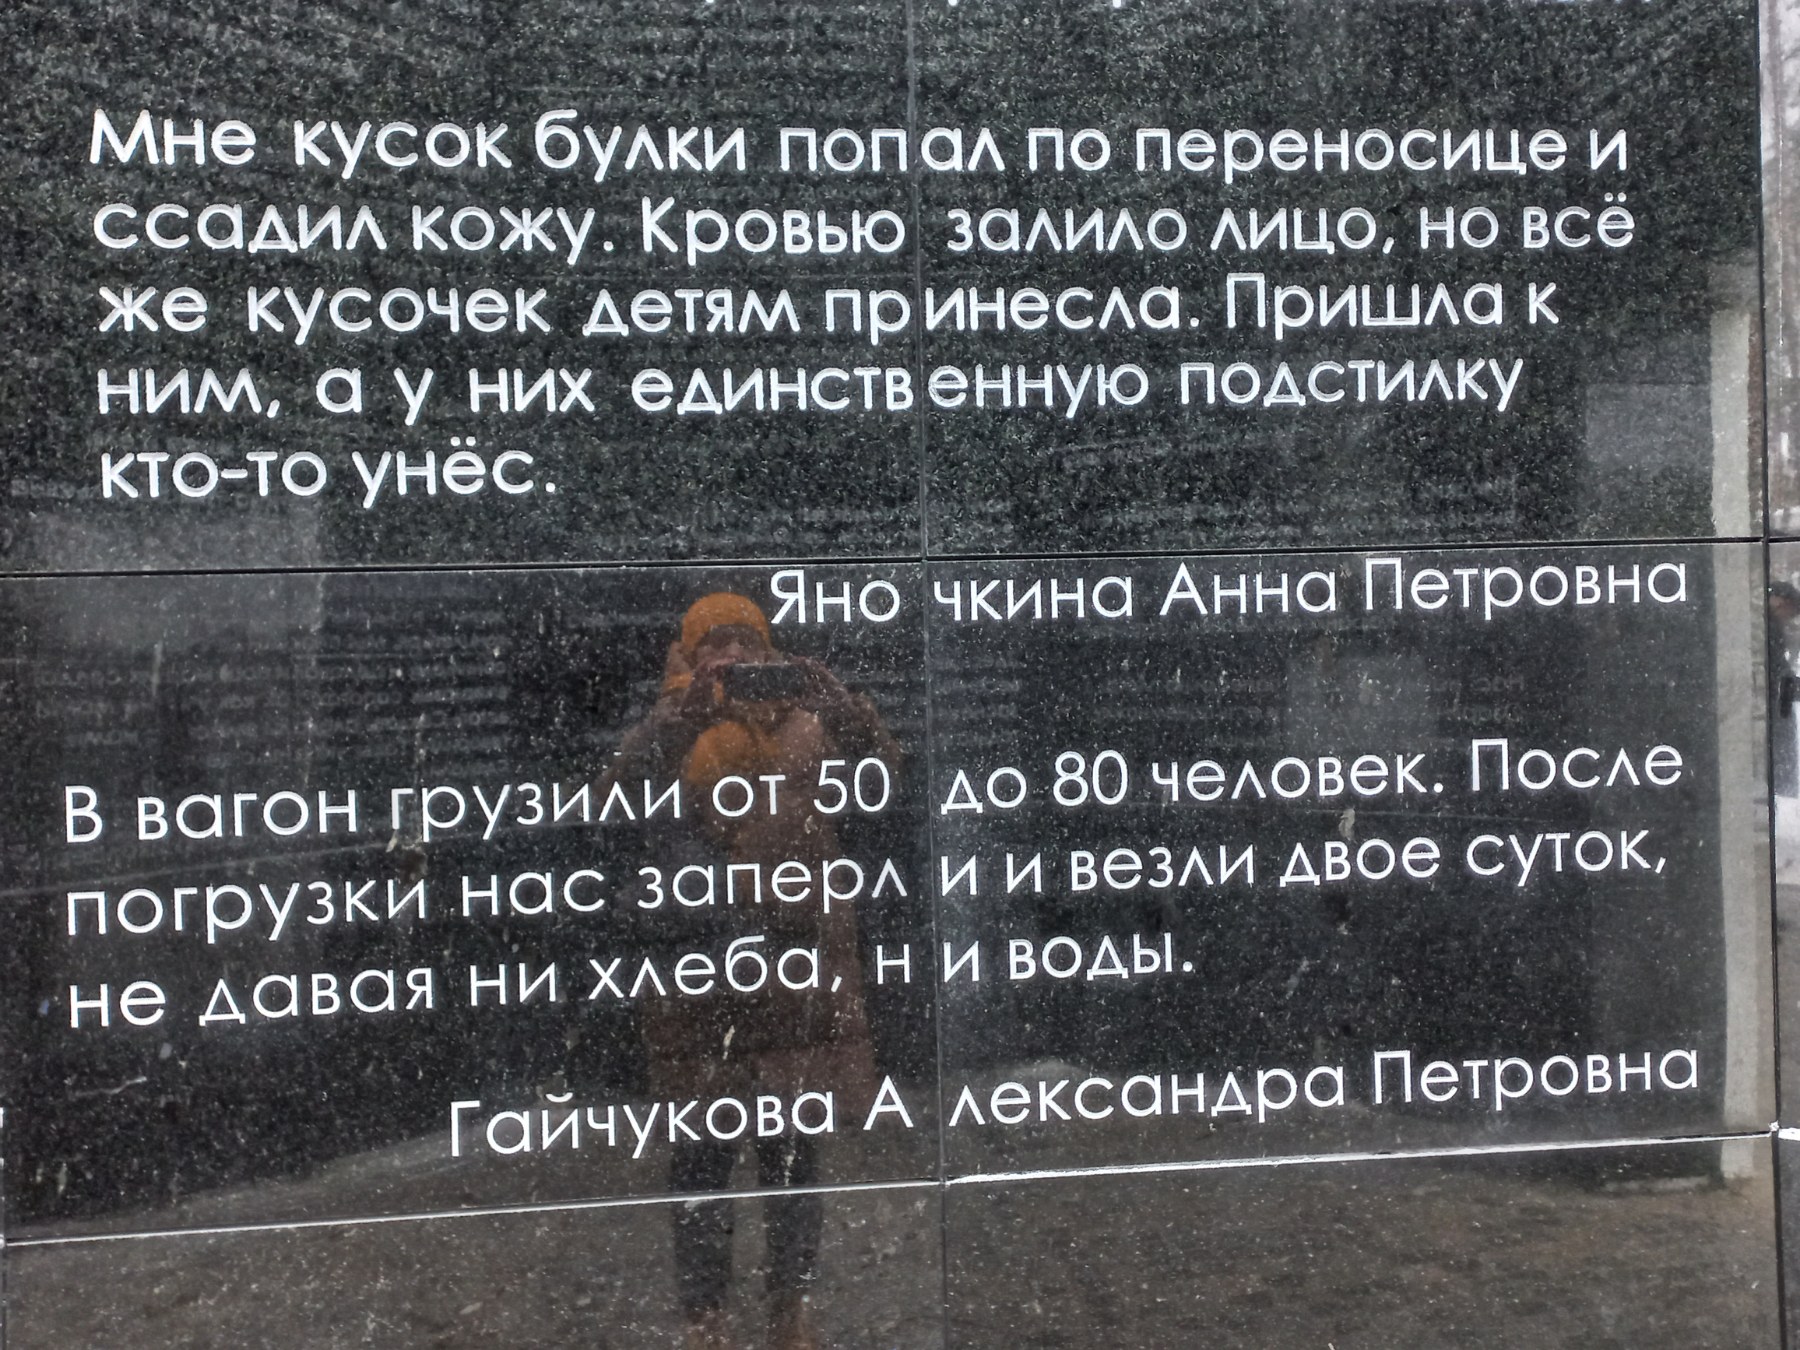 Мне кусок булки попал по переносице и
ссадил кожу. Кровью залило лицо, но всё
же кусочек детям принесла. Пришла к
ним, а у них единственную подстилку
кто-то унёс.
Яночкина Анна Петровна
В вагон грузили от 50 до 80 человек. После
погрузки нас заперли и везли двое суток,
не давая ни хлеба, ни воды.
Гайчукова Александра Петровна